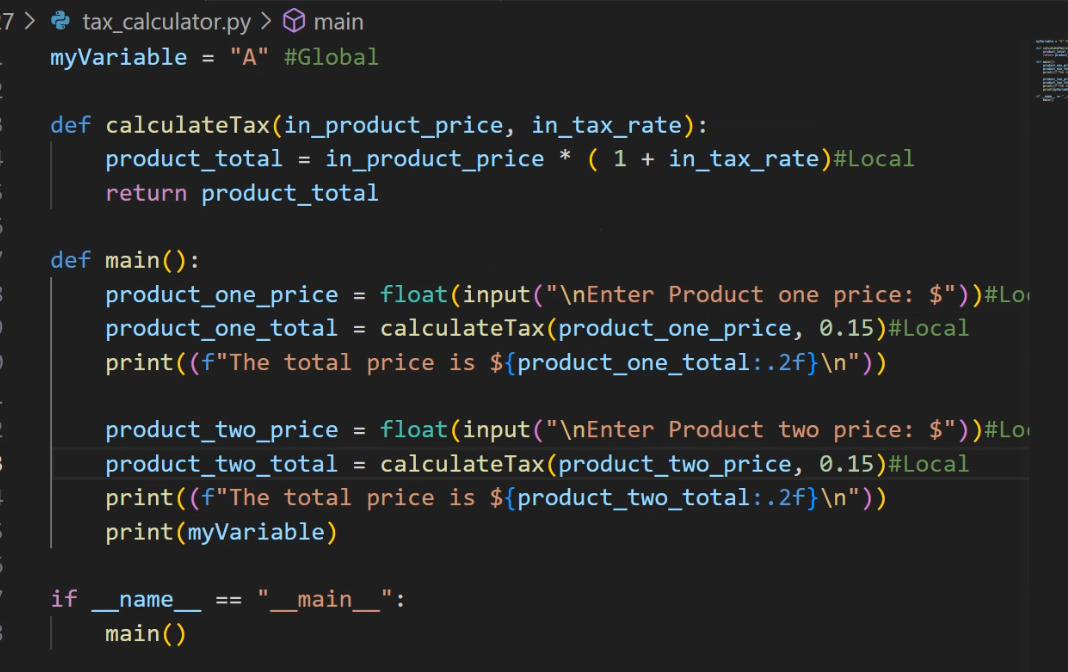 7 > tax_calculator.py > main
myVariable = "A" #Global
def calculateTax(in_product_price, in_tax_rate):
    product_total = in_product_price * ( 1 + in_tax_rate)#Local
    return product_total
def main():
    product_one_price = float(input("\nEnter Product one price: $"))#Lo
    product_one_total = calculateTax(product_one_price, 0.15)#Local
    print((f"The total price is ${product_one_total:.2f}\n"))
    product_two_price = float(input("\nEnter Product two price: $"))#Lo
    product_two_total = calculateTax(product_two_price, 0.15)#Local
    print((f"The total price is ${product_two_total:.2f}\n"))
    print(myVariable)
if __name__ == "__main__":
    main()